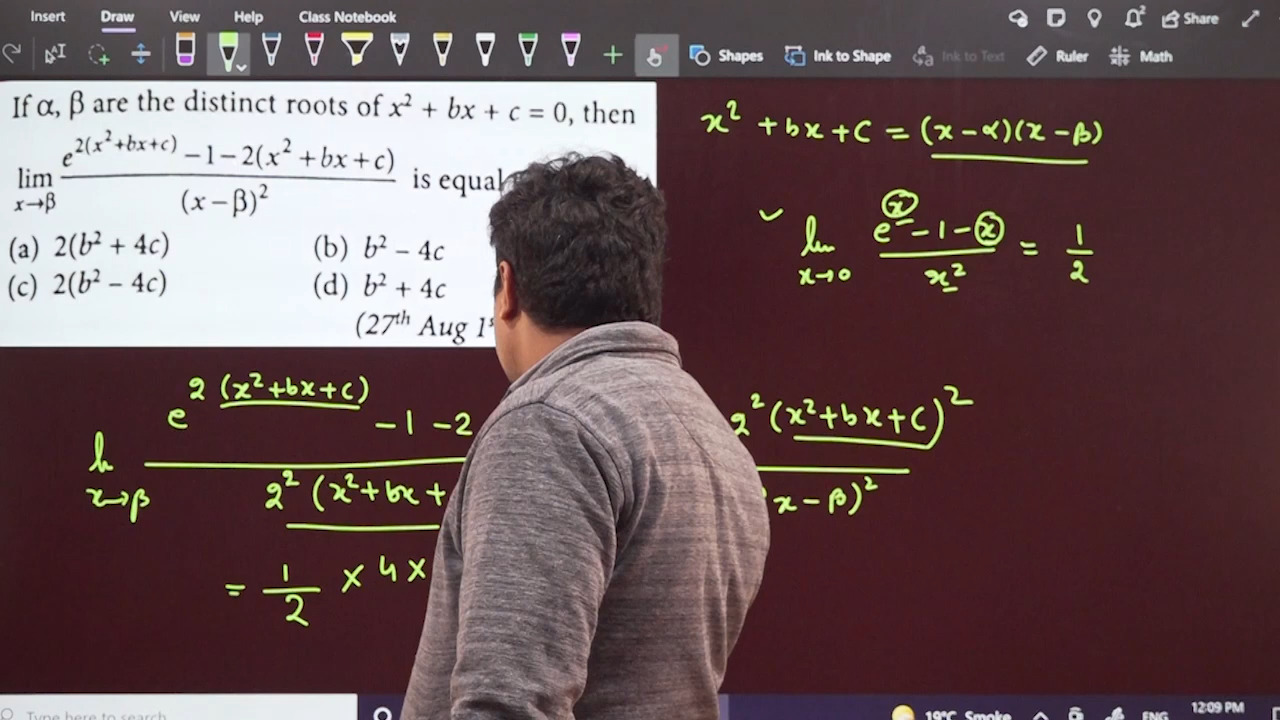 Insert Draw View Help Class Notebook Share
Shapes Ink to Shape Ink to Text Ruler Math
If α, β are the distinct roots of x² + bx + c = 0, then
lim x→β e^2(x²+bx+c) −1−2(x² +bx+c) / (x−β)² is equal
(a) 2(b² + 4c) (b) b² − 4c
(c) 2(b² − 4c) (d) b² + 4c
(27th Aug 1
x² + bx + c = (x − α)(x − β)
lim x→0 e^x − 1 − x / x² = 1/2
x→β e^2(x²+bx+c) − 1 − 2 / 2² (x²+bx+
2² (x²+bx+c)² / x − β)²
= 1/2 × 4 ×
Type here to search 19°C Smoke ENG 12:09 PM